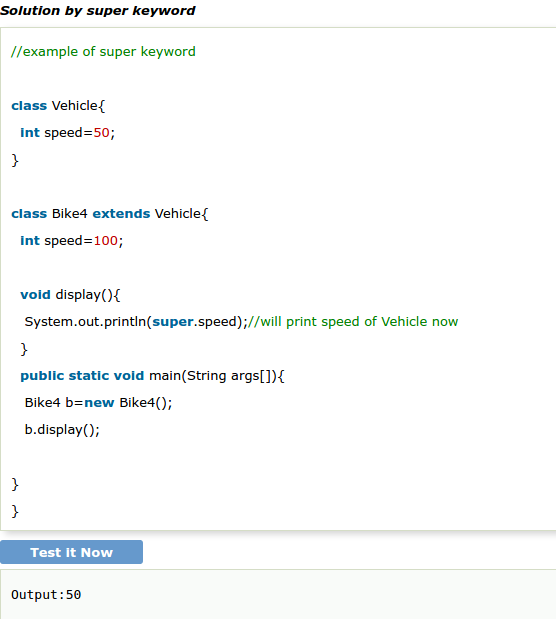 Solution by super keyword
//example of super keyword
class Vehicle{
int speed=50;
}
class Bike4 extends Vehicle{
int speed=100;
void display(){
System.out.println(super.speed);//will print speed of Vehicle now
}
public static void main(String args[]){
Bike4 b=new Bike4();
b.display();
}
}
Test it Now
Output:50